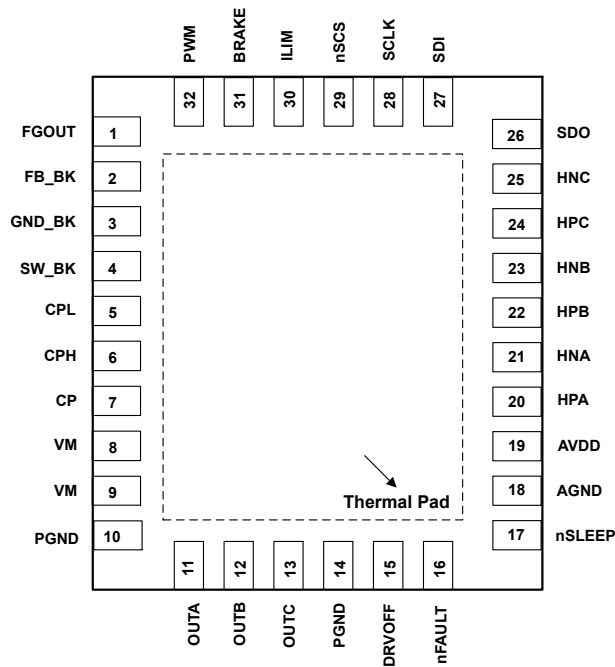 PWM
BRAKE
ILIM
nSCS
SCLK
SDI
32
31
30
29
28
27
FGOUT 1
FB_BK 2
GND_BK 3
SW_BK 4
CPL 5
CPH 6
CP 7
VM 8
VM 9
PGND 10
26 SDO
25 HNC
24 HPC
23 HNB
22 HPB
21 HNA
20 HPA
19 AVDD
18 AGND
17 nSLEEP
Thermal Pad
11
12
13
14
15
16
OUTA
OUTB
OUTC
PGND
DRVOFF
nFAULT